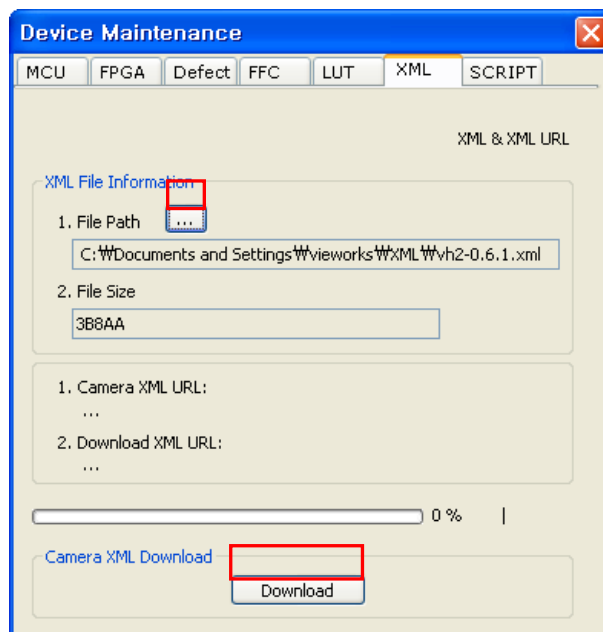 Device Maintenance
MCU FPGA Defect FFC LUT XML SCRIPT
XML & XML URL
XML File Information
1. File Path ...
C:₩Documents and Settings₩vieworks₩XML₩vh2-0.6.1.xml
2. File Size
3B8AA
1. Camera XML URL:
...
2. Download XML URL:
...
0 % |
Camera XML Download
Download